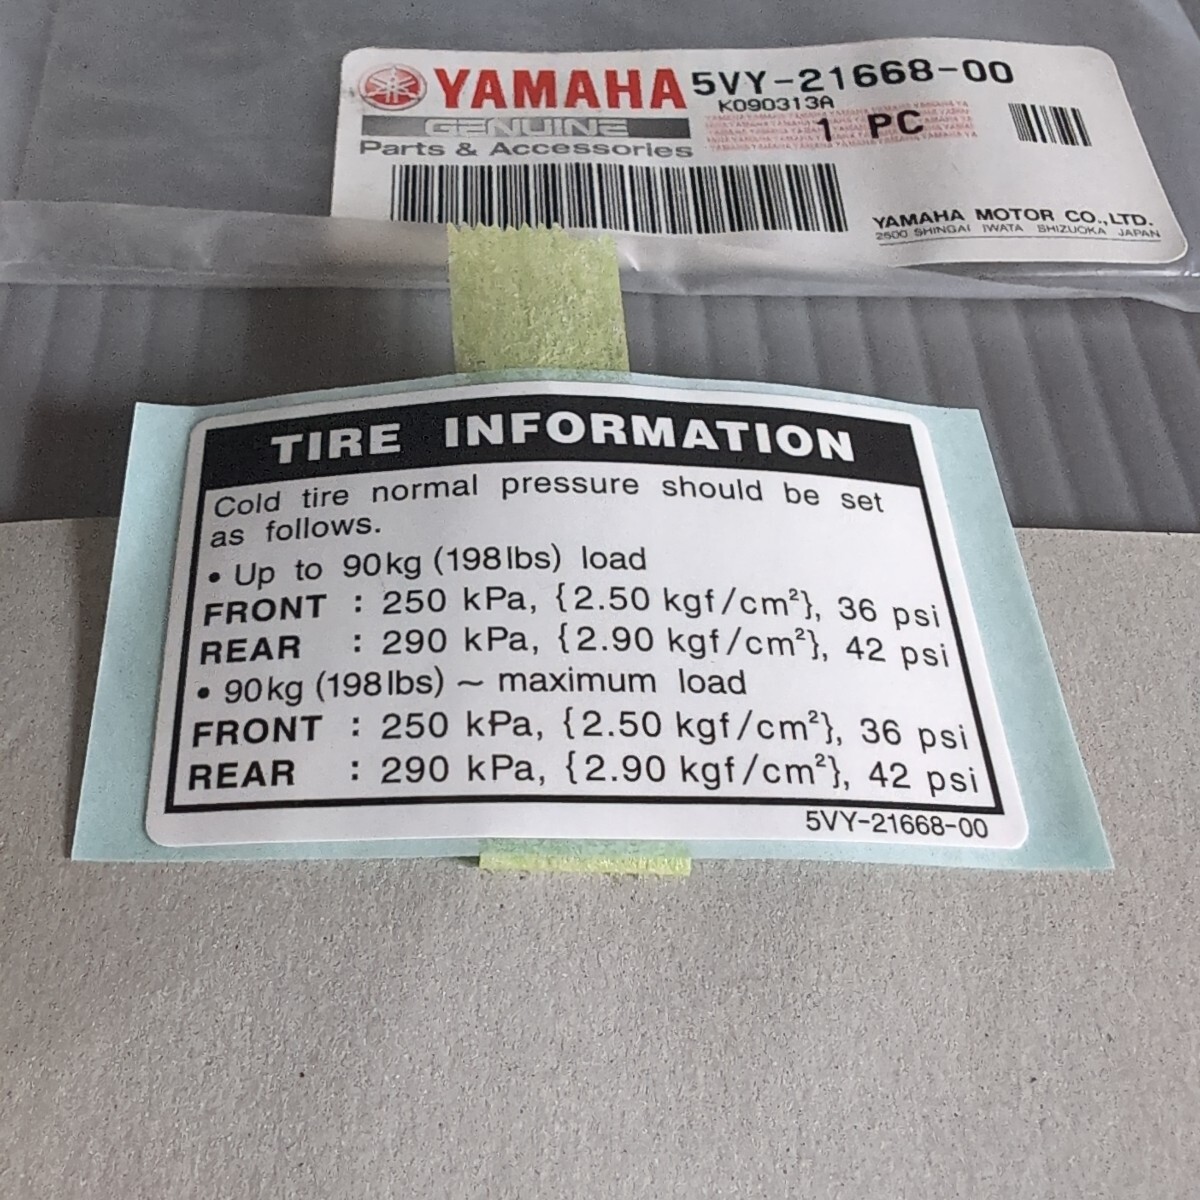 YAMAHA 5VY-21668-00
K090313A
GENUINE
1 PC
Parts & Accessories
YAMAHA MOTOR CO.,LTD.
2500 SHINGAI IWATA SHIZUOKA JAPAN
TIRE INFORMATION
Cold tire normal pressure should be set
as follows.
• Up to 90kg (198lbs) load
FRONT : 250 kPa, {2.50 kgf/cm²}, 36 psi
REAR : 290 kPa, {2.90 kgf/cm²}, 42 psi
• 90kg (198lbs) ~ maximum load
FRONT : 250 kPa, {2.50 kgf/cm²}, 36 psi
REAR : 290 kPa, {2.90 kgf/cm²}, 42 psi
5VY-21668-00